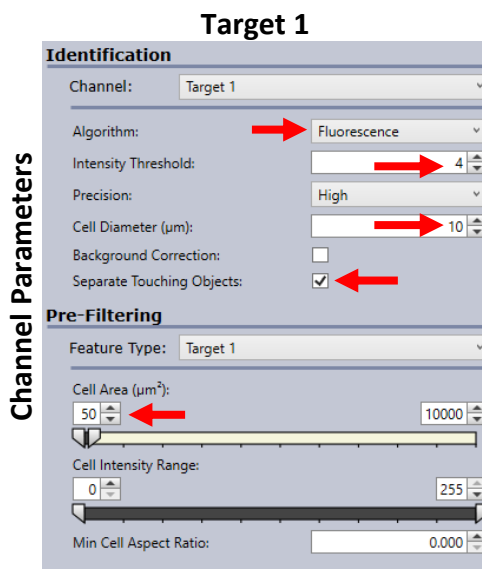 Target 1
Channel Parameters
Identification
Channel: Target 1
Algorithm: Fluorescence
Intensity Threshold: 4
Precision: High
Cell Diameter (µm): 10
Background Correction:
Separate Touching Objects:
Pre-Filtering
Feature Type: Target 1
Cell Area (µm²):
50 10000
Cell Intensity Range:
0 255
Min Cell Aspect Ratio: 0.000